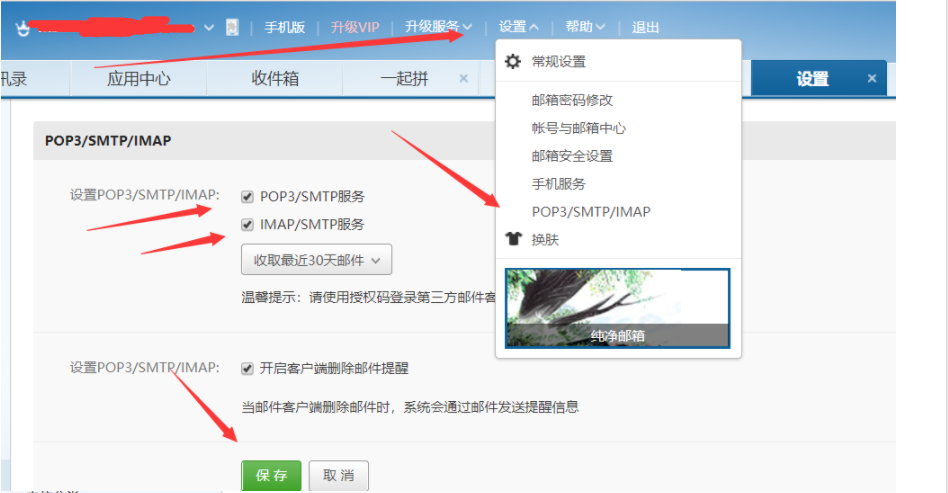 手机版 升级VIP 升级服务 设置 帮助 退出
讯录 应用中心 收件箱 一起拼 × 设置 ×
常规设置
邮箱密码修改
帐号与邮箱中心
邮箱安全设置
手机服务
POP3/SMTP/IMAP
换肤
纯净邮箱
POP3/SMTP/IMAP
设置POP3/SMTP/IMAP: POP3/SMTP服务
IMAP/SMTP服务
收取最近30天邮件
温馨提示：请使用授权码登录第三方邮件客
设置POP3/SMTP/IMAP: 开启客户端删除邮件提醒
当邮件客户端删除邮件时，系统会通过邮件发送提醒信息
保存 取消